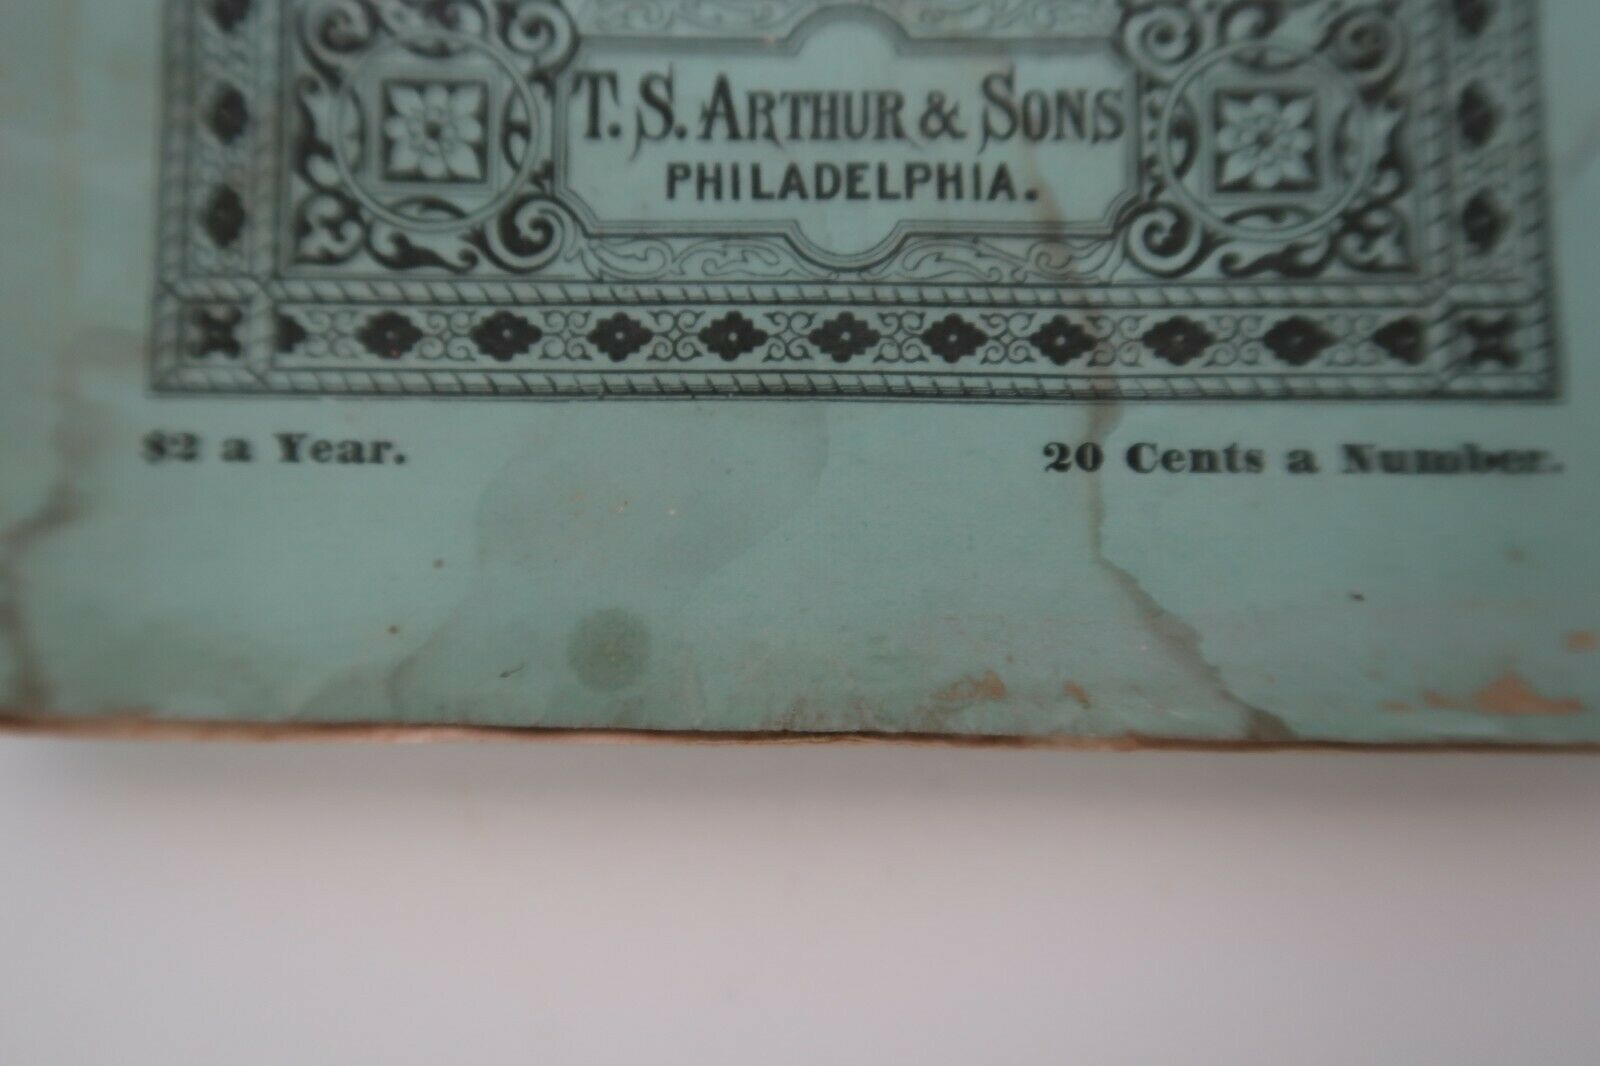 T. S. ARTHUR & SONS
PHILADELPHIA.
$2 a Year.
20 Cents a Number.